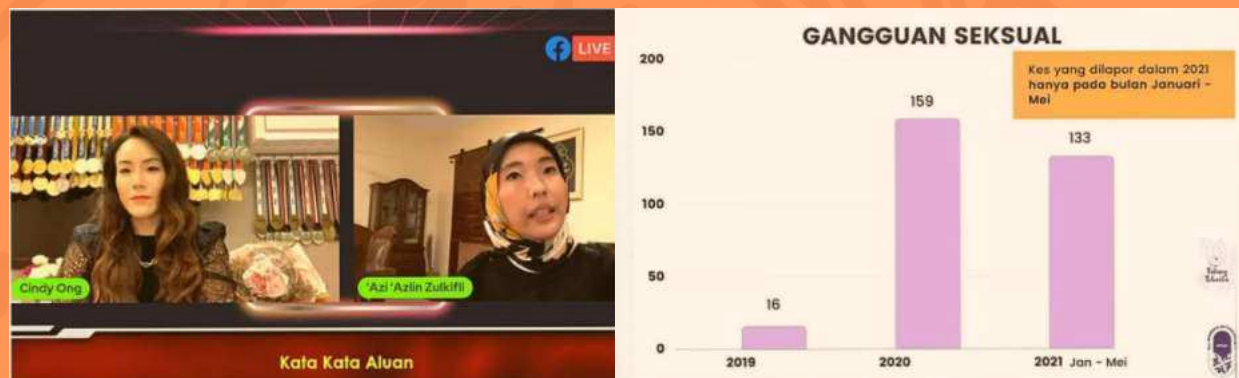 LIVE
Cindy Ong
'Azi 'Azlin Zulkifli
Kata Kata Aluan
GANGGUAN SEKSUAL
Kes yang dilapor dalam 2021
hanya pada bulan Januari -
Mei
200
150
100
50
0
16
159
133
2019
2020
2021 Jan - Mei